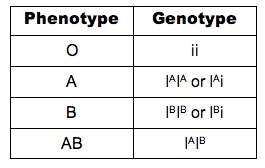 Phenotype Genotype
O ii
A IᴬIᴬ or Iᴬi
B IᴮIᴮ or Iᴮi
AB IᴬIᴮ